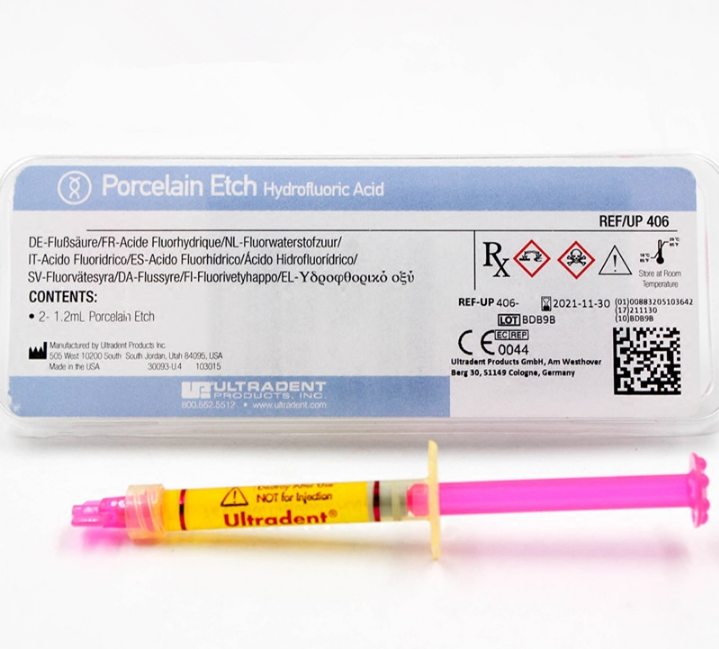 Porcelain Etch Hydrofluoric Acid
REF/UP 406
DE-Flußsäure/FR-Acide Fluorhydrique/NL-Fluorwaterstofzuur/
IT-Acido Fluoridrico/ES-Acido Fluorhídrico/Ácido Hidrofluorídrico/
SV-Fluorvätesyra/DA-Flussyre/FI-Fluorivetyhappo/EL-Υδροφθορικό οξύ
CONTENTS:
• 2- 1.2mL Porcelain Etch
Manufactured by Ultradent Products Inc.
505 West 10200 South South Jordan, Utah 84095, USA
Made in the USA 30093-U.4 103015
ULTRADENT
PRODUCTS, INC.
800.552.5512 • www.ultradent.com
Rx
Store at Room
Temperature
REF-UP 406- 2021-11-30
LOT BDB9B
(01)00883205103642
(17)211130
(10)BDB9B
CE 0044
EC REP
Ultradent Products GmbH, Am Westhover
Berg 30, 51149 Cologne, Germany
NOT for Injection
Ultradent®